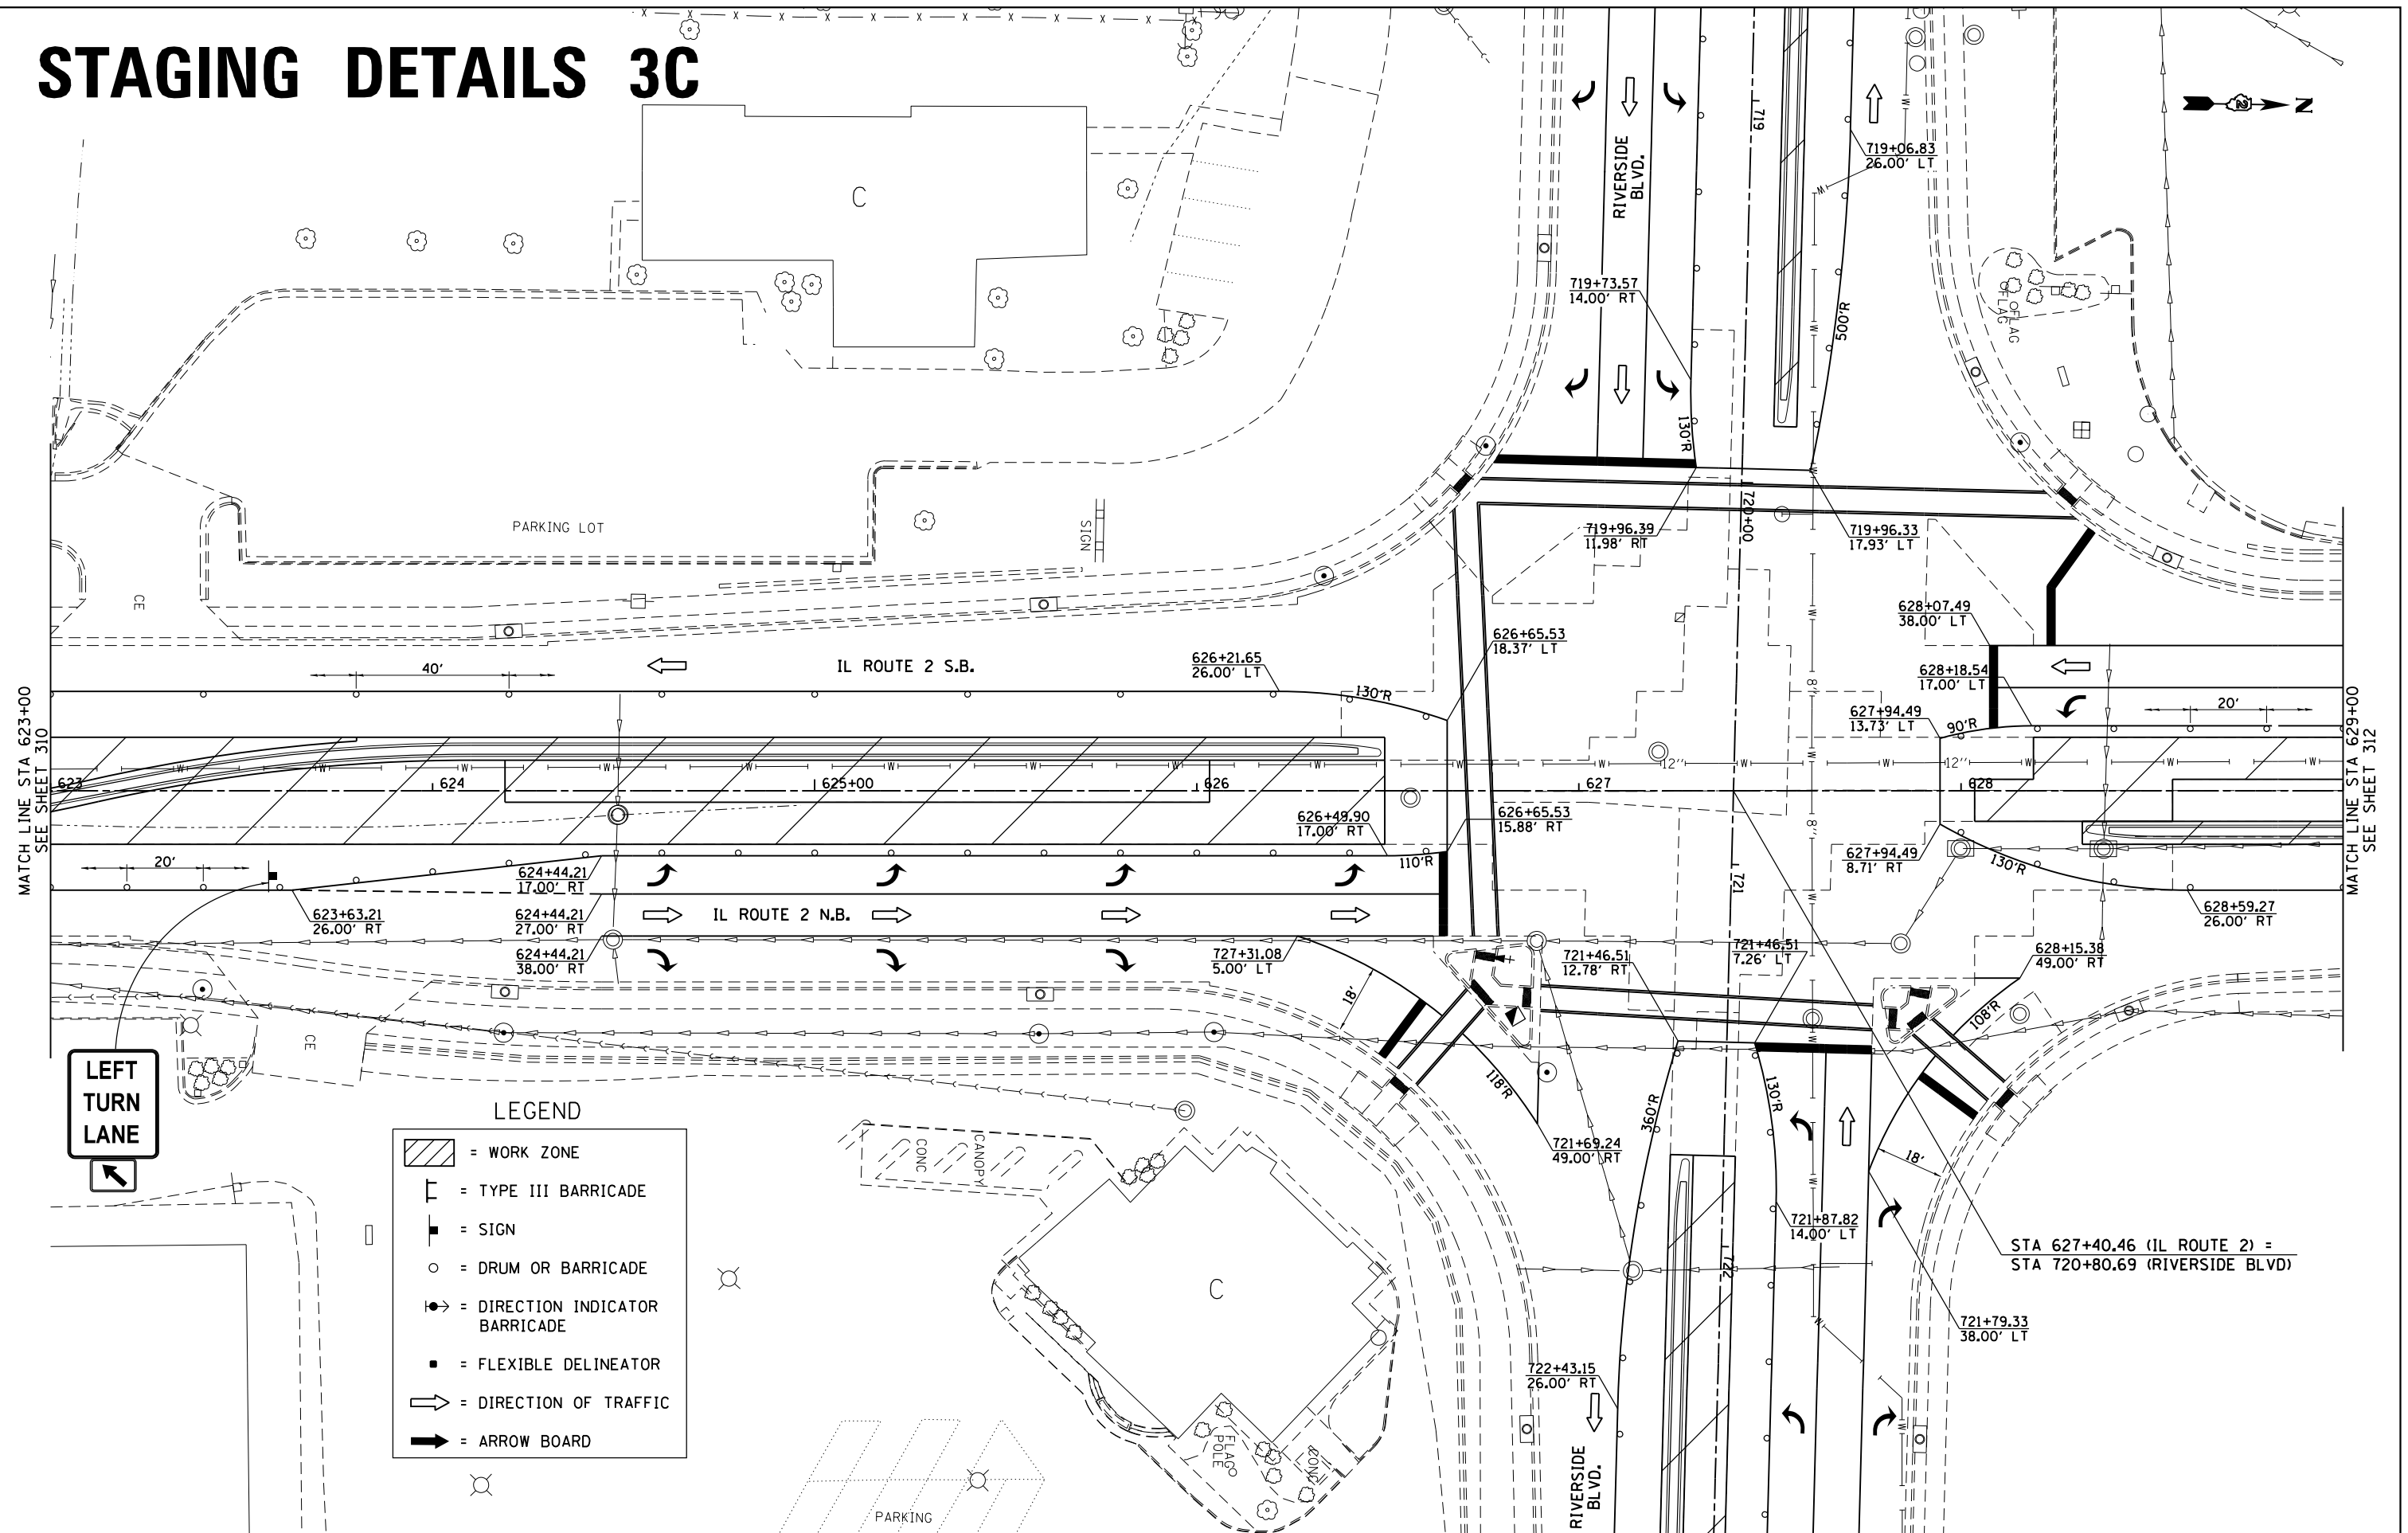 STAGING DETAILS 3C
N
C
RIVERSIDE
BLVD.
719
719+06.83
26.00' LT
500'R
719+73.57
14.00' RT
130'R
FLAG
FLAG
720+00
719+96.39
11.98' RT
719+96.33
17.93' LT
PARKING LOT
SIGN
CE
40'
IL ROUTE 2 S.B.
626+21.65
26.00' LT
130'R
626+65.53
18.37' LT
628+07.49
38.00' LT
628+18.54
17.00' LT
627+94.49
13.73' LT
90'R
20'
8"
12"
12"
8"
W
MATCH LINE STA 623+00
SEE SHEET 310
MATCH LINE STA 629+00
SEE SHEET 312
623
624
625+00
626
627
628
626+49.90
17.00' RT
626+65.53
15.88' RT
110'R
627+94.49
8.71' RT
130'R
20'
624+44.21
17.00' RT
623+63.21
26.00' RT
624+44.21
27.00' RT
IL ROUTE 2 N.B.
624+44.21
38.00' RT
727+31.08
5.00' LT
721
721+46.51
12.78' RT
721+46.51
7.26' LT
628+59.27
26.00' RT
628+15.38
49.00' RT
18'
108'R
118'R
360'R
130'R
CE
LEFT
TURN
LANE
LEGEND
= WORK ZONE
= TYPE III BARRICADE
= SIGN
= DRUM OR BARRICADE
= DIRECTION INDICATOR
BARRICADE
= FLEXIBLE DELINEATOR
= DIRECTION OF TRAFFIC
= ARROW BOARD
CONC
CANOPY
721+69.24
49.00' RT
18'
721+87.82
14.00' LT
722
STA 627+40.46 (IL ROUTE 2) =
STA 720+80.69 (RIVERSIDE BLVD)
721+79.33
38.00' LT
C
722+43.15
26.00' RT
RIVERSIDE
BLVD.
FLAG
POLE
CONC
PARKING